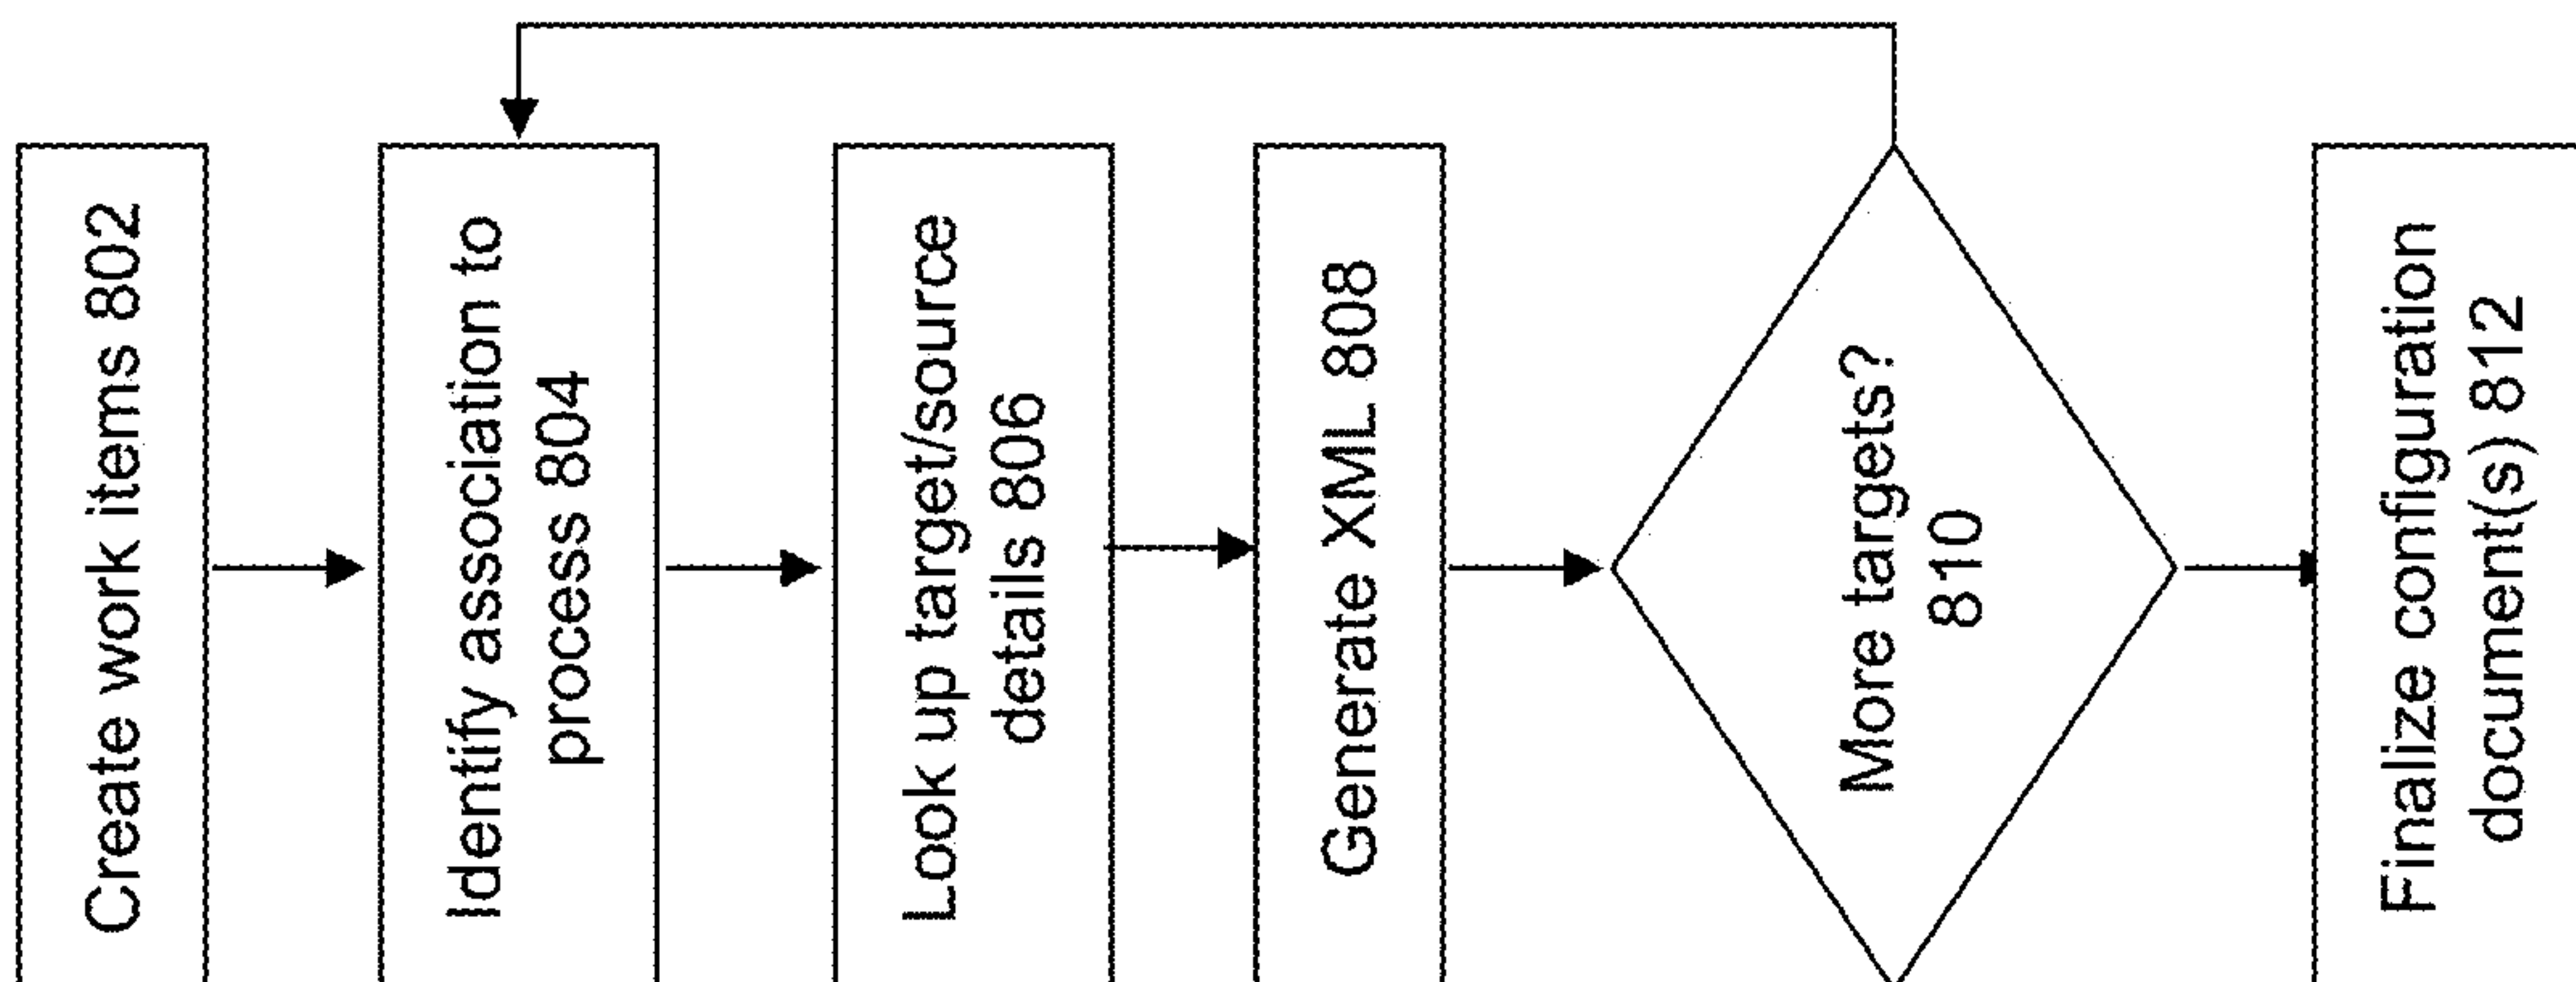 Create work items 802
Identify association to
process 804
Look up target/source
details 806
Generate XML 808
More targets?
810
Finalize configuration
document(s) 812